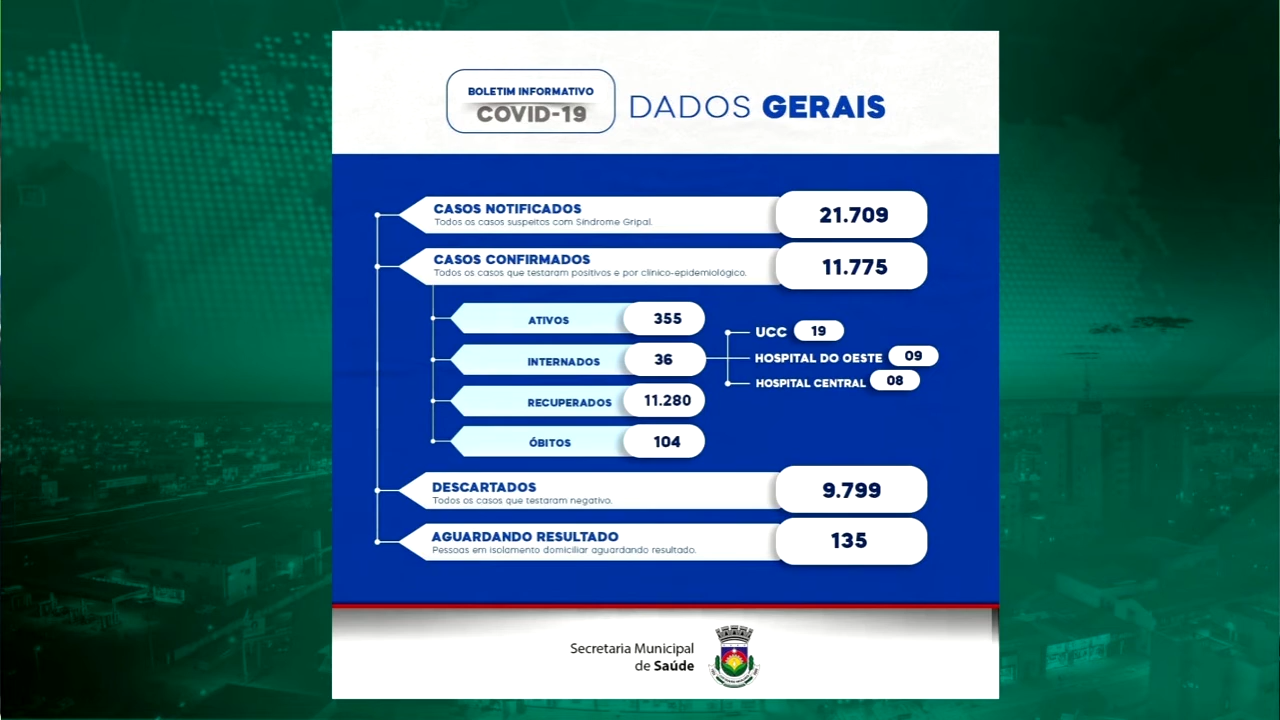 BOLETIM INFORMATIVO
COVID-19
DADOS GERAIS
CASOS NOTIFICADOS
Todos os casos suspeitos com Síndrome Gripal.
21.709
CASOS CONFIRMADOS
Todos os casos que testaram positivos e por clínico-epidemiológico.
11.775
ATIVOS 355
INTERNADOS 36
UCC 19
HOSPITAL DO OESTE 09
HOSPITAL CENTRAL 08
RECUPERADOS 11.280
ÓBITOS 104
DESCARTADOS
Todos os casos que testaram negativo.
9.799
AGUARDANDO RESULTADO
Pessoas em isolamento domiciliar aguardando resultado.
135
Secretaria Municipal
de Saúde